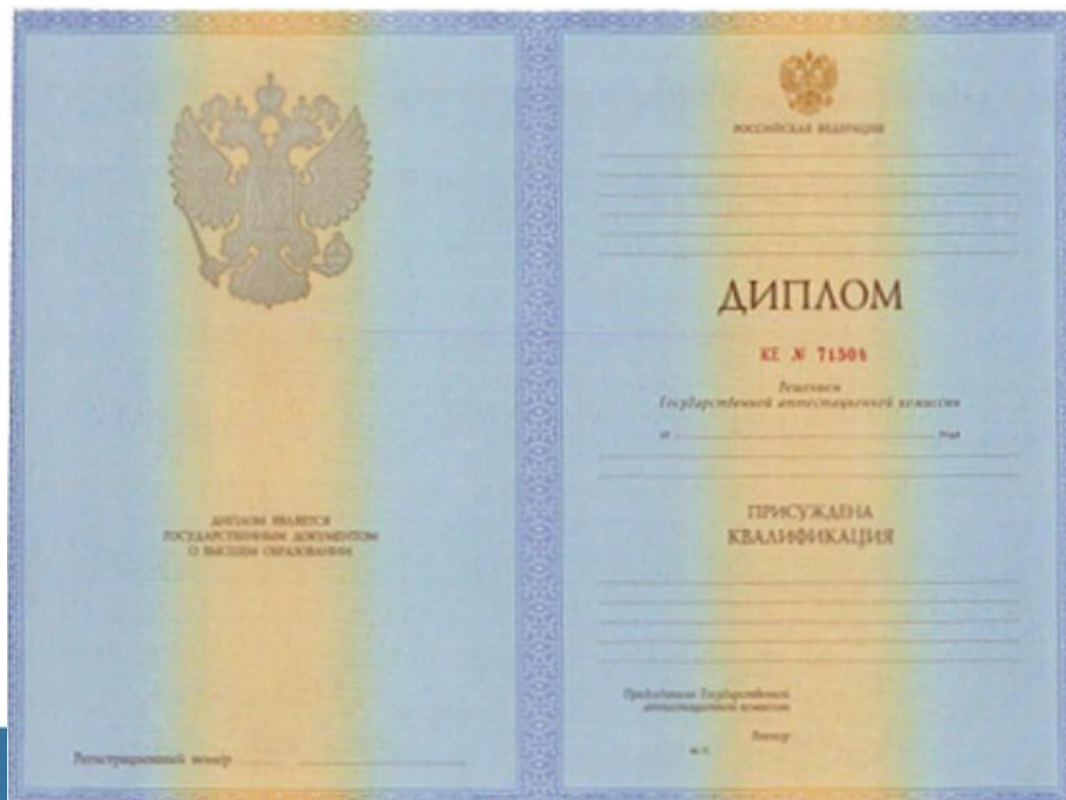 ДИПЛОМ ЯВЛЯЕТСЯ
ГОСУДАРСТВЕННЫМ ДОКУМЕНТОМ
О ВЫСШЕМ ОБРАЗОВАНИИ
Регистрационный номер
РОССИЙСКАЯ ФЕДЕРАЦИЯ
ДИПЛОМ
КЕ № 71504
Решением
Государственной аттестационной комиссии
от года
ПРИСУЖДЕНА
КВАЛИФИКАЦИЯ
Председатель Государственной
аттестационной комиссии
Ректор
М.П.